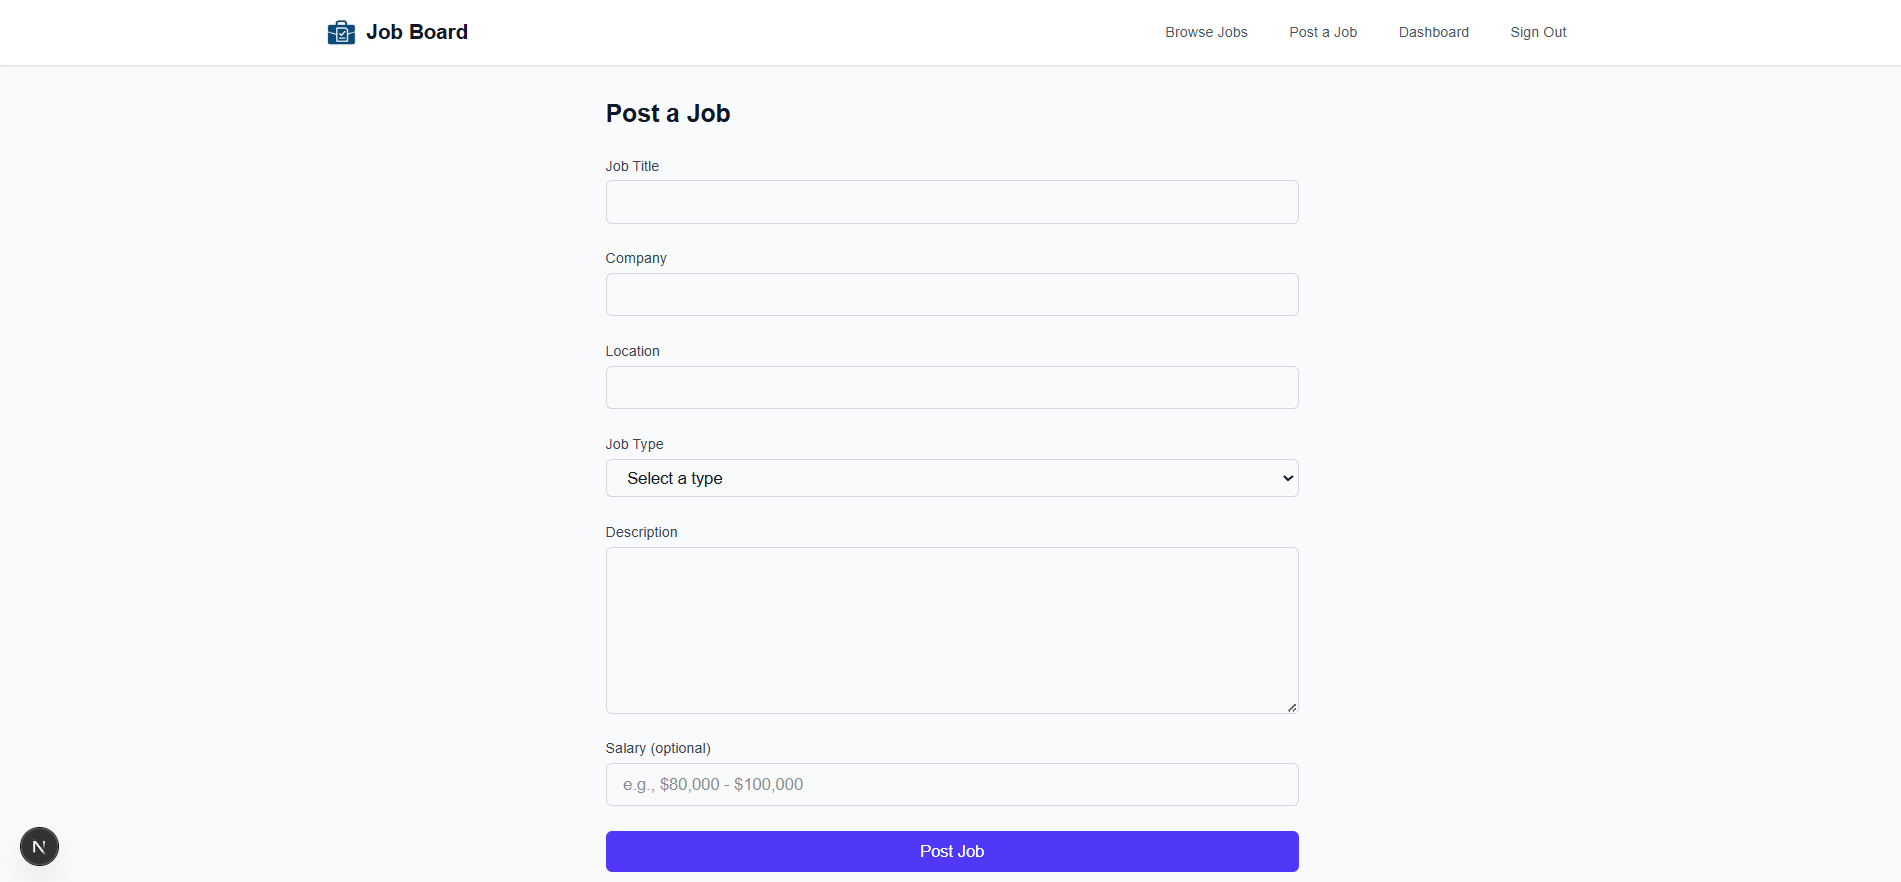 Job Board
Browse Jobs Post a Job Dashboard Sign Out
Post a Job
Job Title
Company
Location
Job Type
Select a type
Description
Salary (optional)
e.g., $80,000 - $100,000
Post Job
N